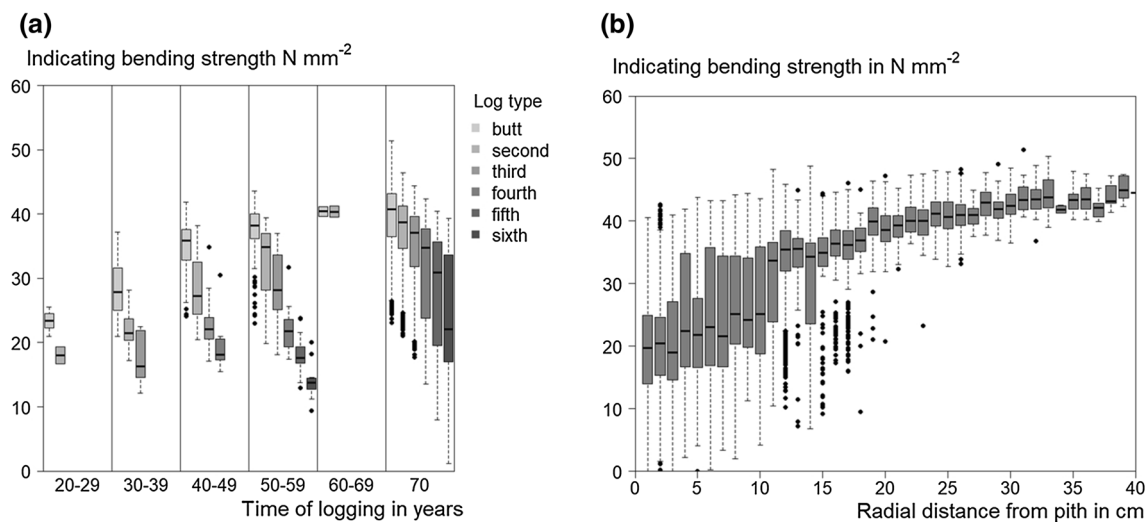 (a)
Indicating bending strength N mm-2
60
50
40
30
20
10
0
20-29 30-39 40-49 50-59 60-69 70
Time of logging in years
Log type
butt
second
third
fourth
fifth
sixth
(b)
Indicating bending strength in N mm-2
60
50
40
30
20
10
0
0 5 10 15 20 25 30 35 40
Radial distance from pith in cm